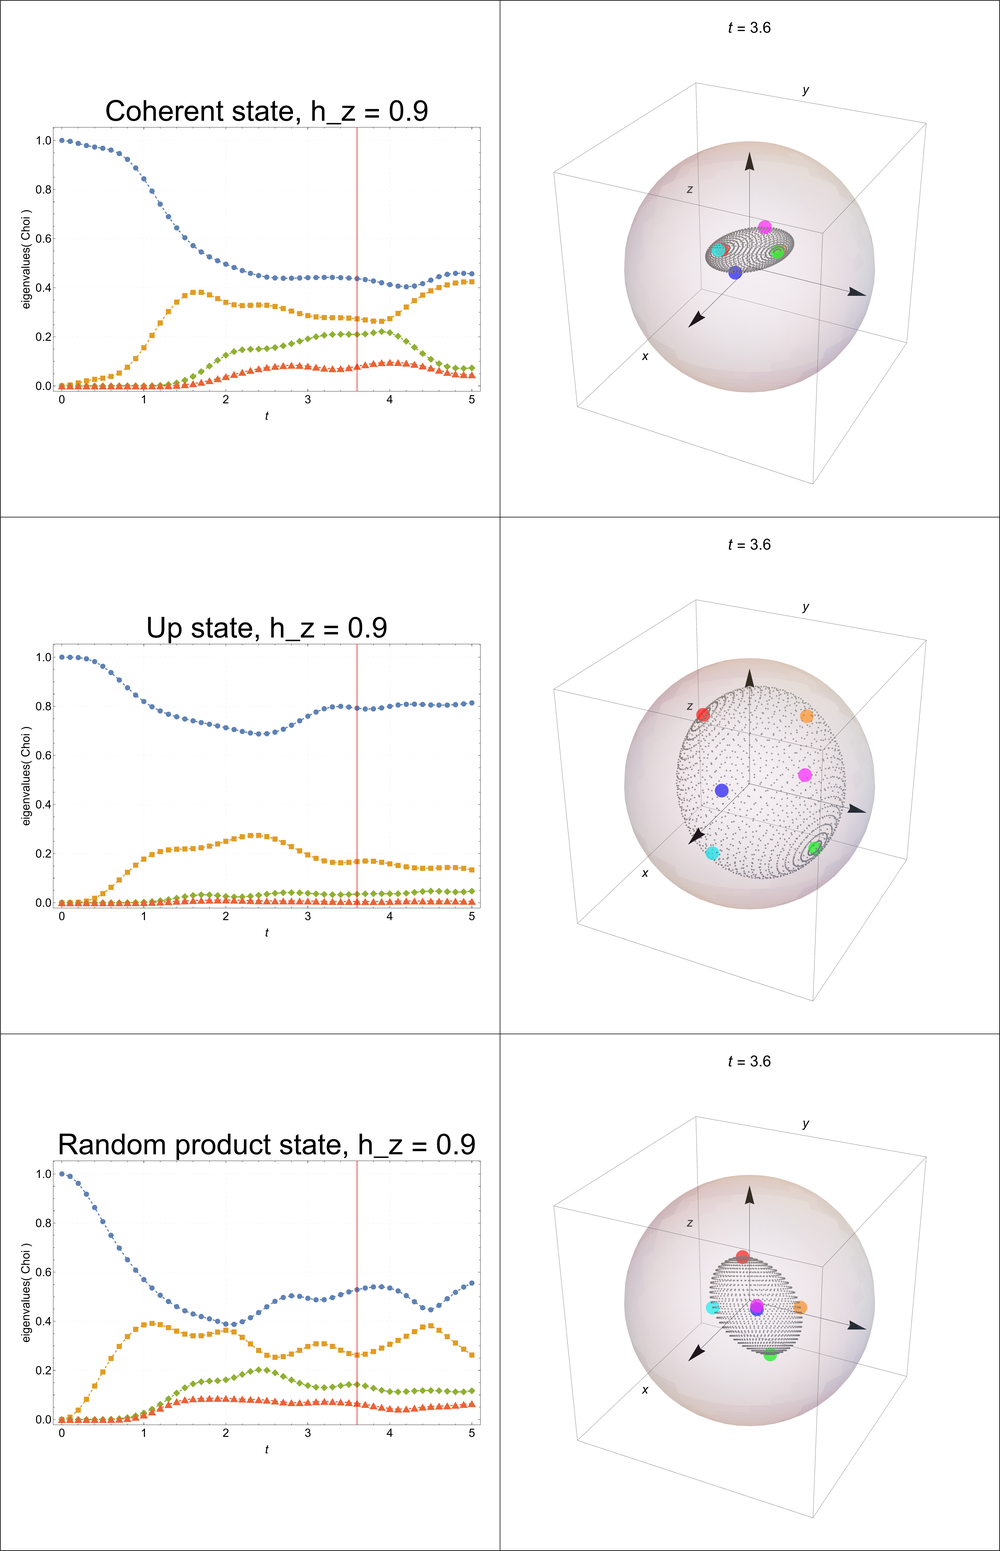 Coherent state, h_z = 0.9
eigenvalues( Choi )
1.0
0.8
0.6
0.4
0.2
0.0
0 1 2 3 4 5
t
t = 3.6
y
z
x
Up state, h_z = 0.9
eigenvalues( Choi )
1.0
0.8
0.6
0.4
0.2
0.0
0 1 2 3 4 5
t
t = 3.6
y
z
x
Random product state, h_z = 0.9
eigenvalues( Choi )
1.0
0.8
0.6
0.4
0.2
0.0
0 1 2 3 4 5
t
t = 3.6
y
z
x